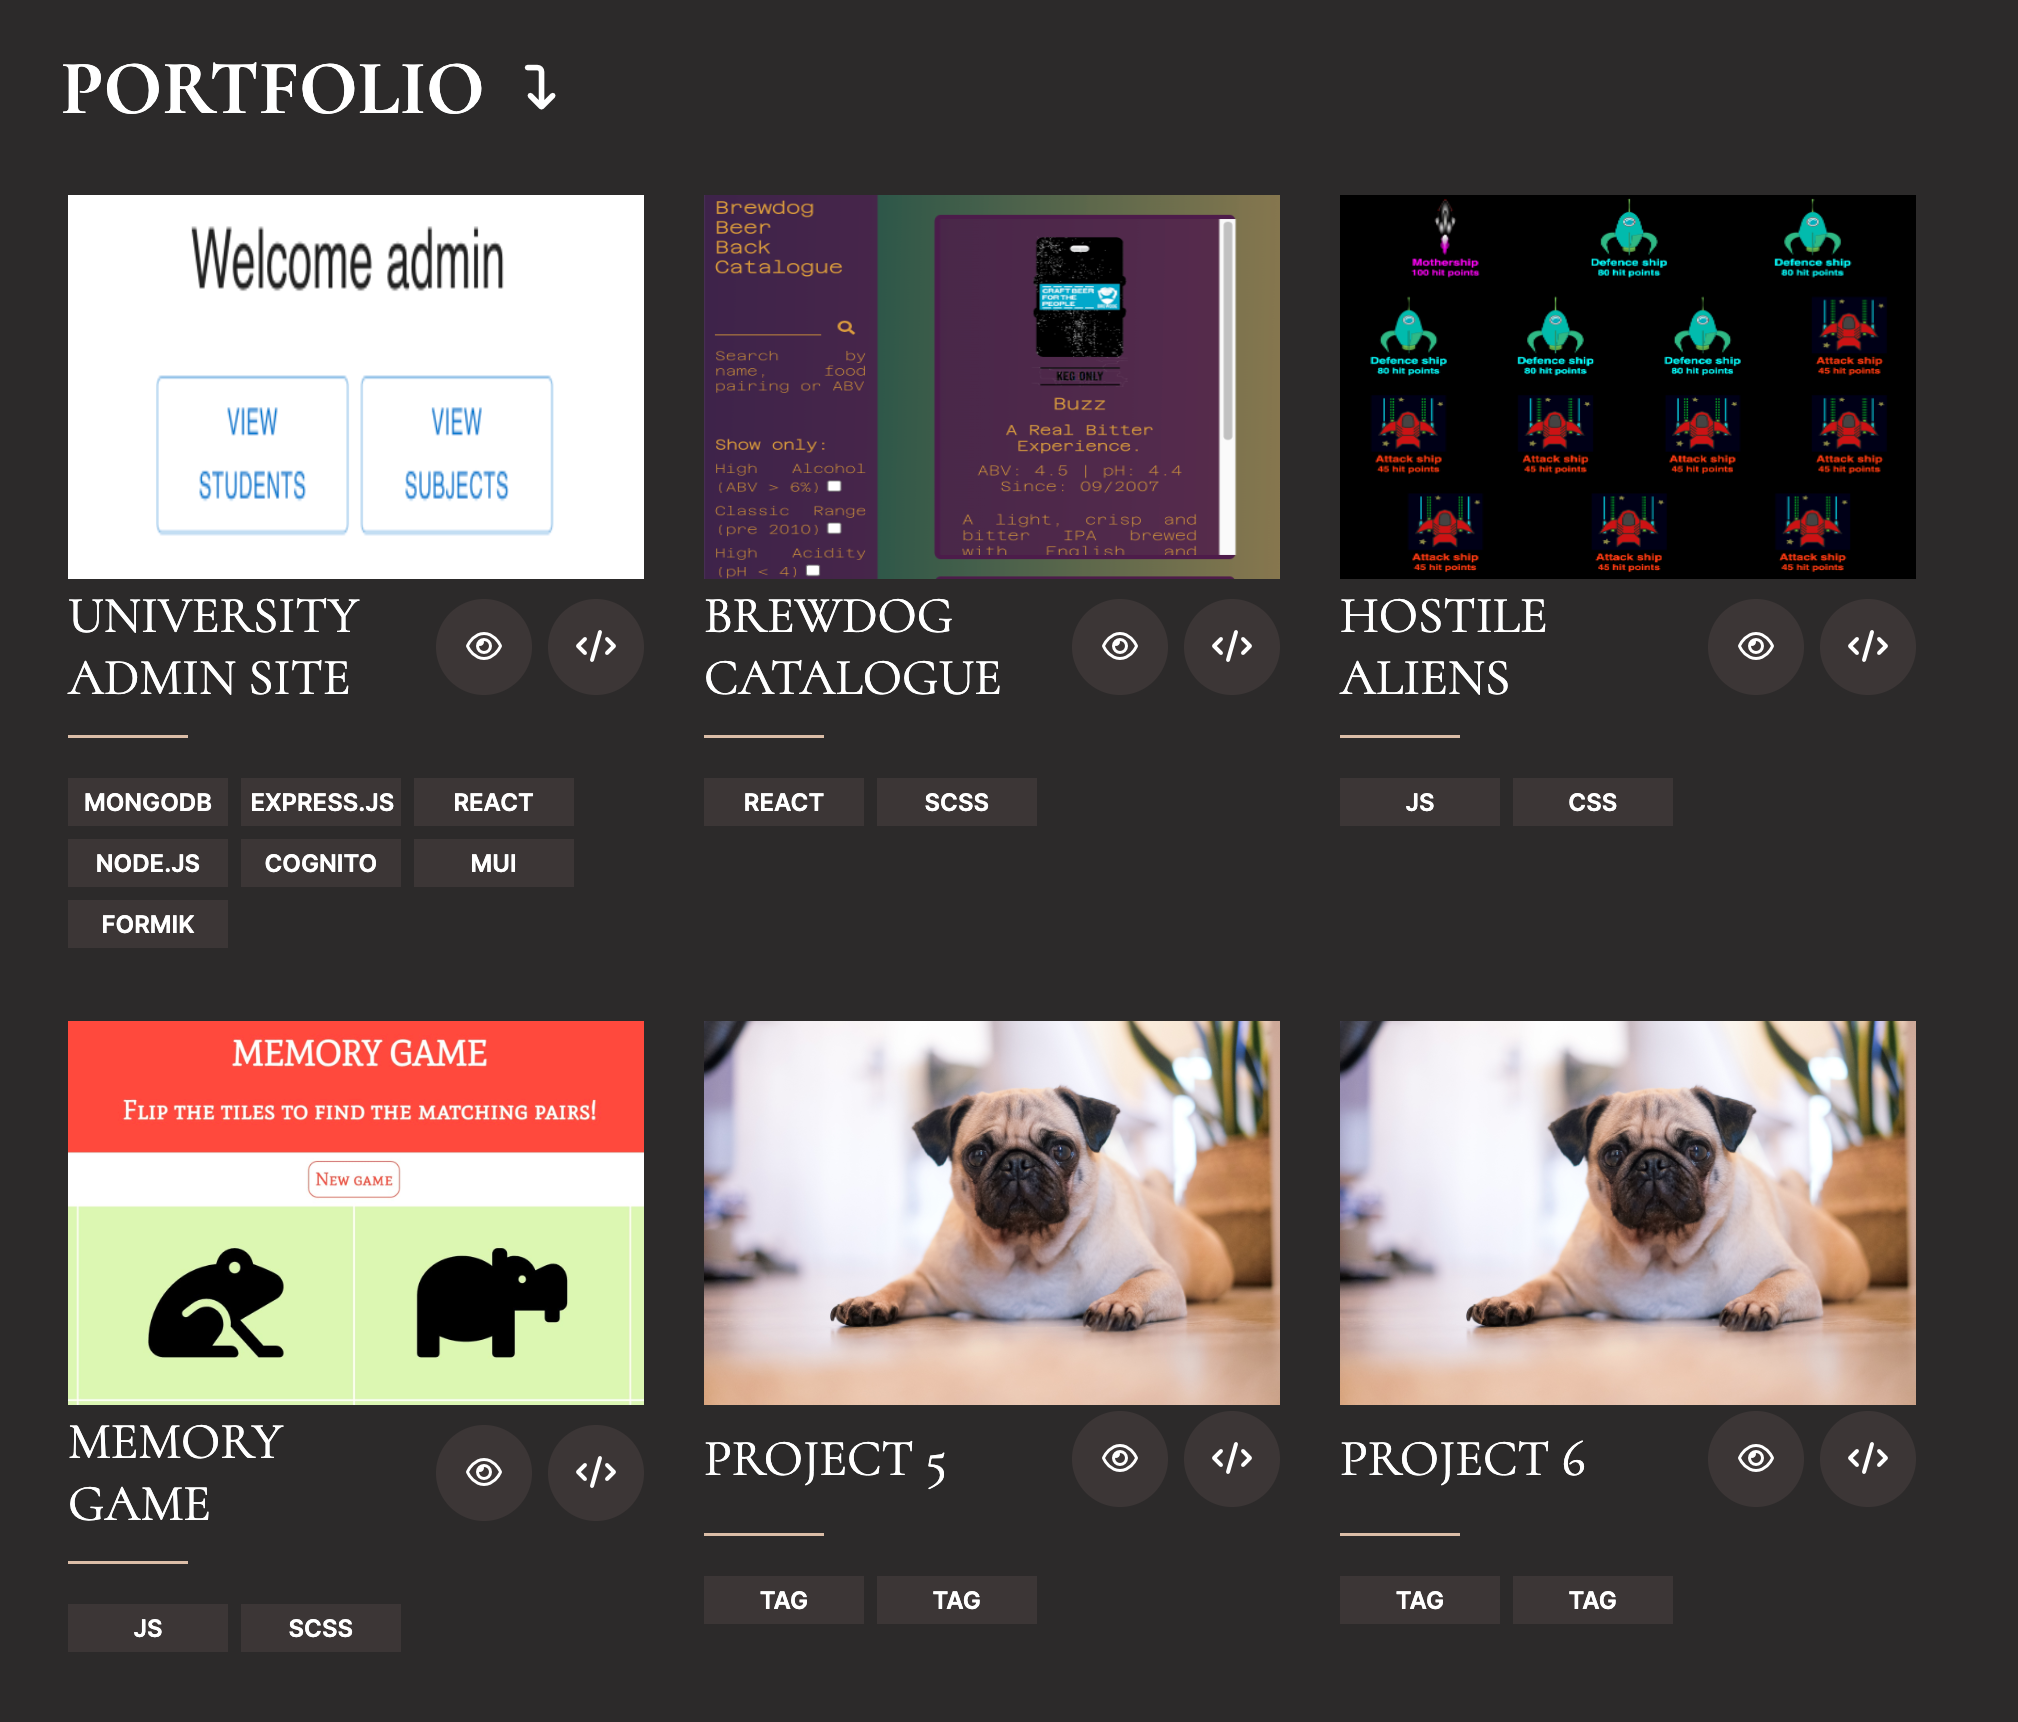 PORTFOLIO
Welcome admin
VIEW STUDENTS
VIEW SUBJECTS
Brewdog
Beer
Back
Catalogue
Search by
name, food
pairing or ABV
Show only:
High Alcohol
(ABV > 6%)
Classic Range
(pre 2010)
High Acidity
(pH < 4)
CRAFT BEER
FOR THE
PEOPLE
KEG ONLY
Buzz
A Real Bitter
Experience.
ABV: 4.5 | pH: 4.4
Since: 09/2007
A light, crisp and
bitter IPA brewed
with English and
Mothership
100 hit points
Defence ship
80 hit points
Defence ship
80 hit points
Defence ship
80 hit points
Defence ship
80 hit points
Defence ship
80 hit points
Attack ship
45 hit points
Attack ship
45 hit points
Attack ship
45 hit points
Attack ship
45 hit points
Attack ship
45 hit points
Attack ship
45 hit points
Attack ship
45 hit points
Attack ship
45 hit points
UNIVERSITY
ADMIN SITE
MONGODB EXPRESS.JS REACT
NODE.JS COGNITO MUI
FORMIK
BREWDOG
CATALOGUE
REACT SCSS
HOSTILE
ALIENS
JS CSS
MEMORY GAME
FLIP THE TILES TO FIND THE MATCHING PAIRS!
NEW GAME
MEMORY
GAME
JS SCSS
PROJECT 5
TAG TAG
PROJECT 6
TAG TAG